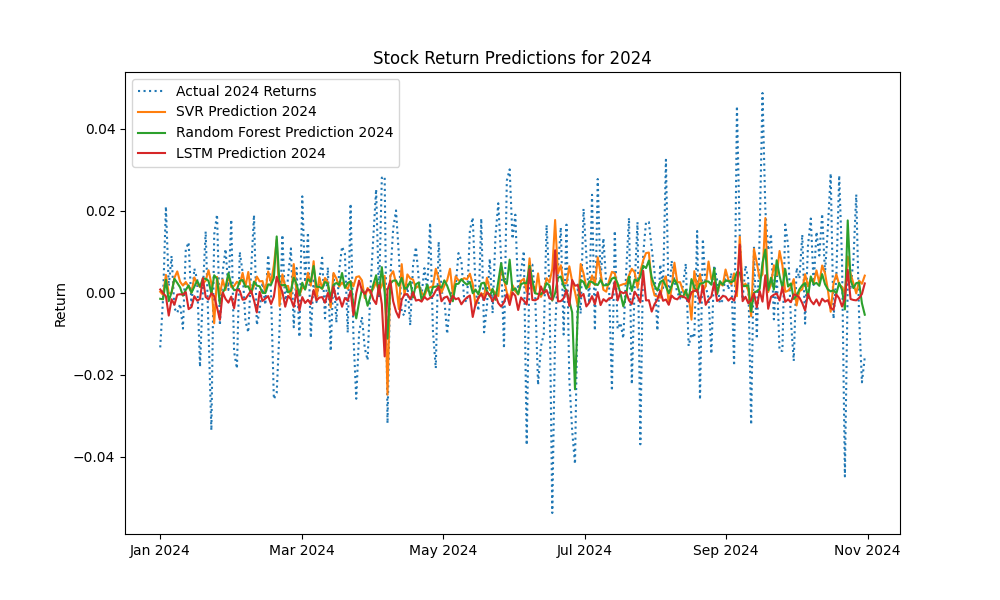 Stock Return Predictions for 2024
Actual 2024 Returns
SVR Prediction 2024
Random Forest Prediction 2024
LSTM Prediction 2024
0.04
0.02
0.00
−0.02
−0.04
Return
Jan 2024
Mar 2024
May 2024
Jul 2024
Sep 2024
Nov 2024